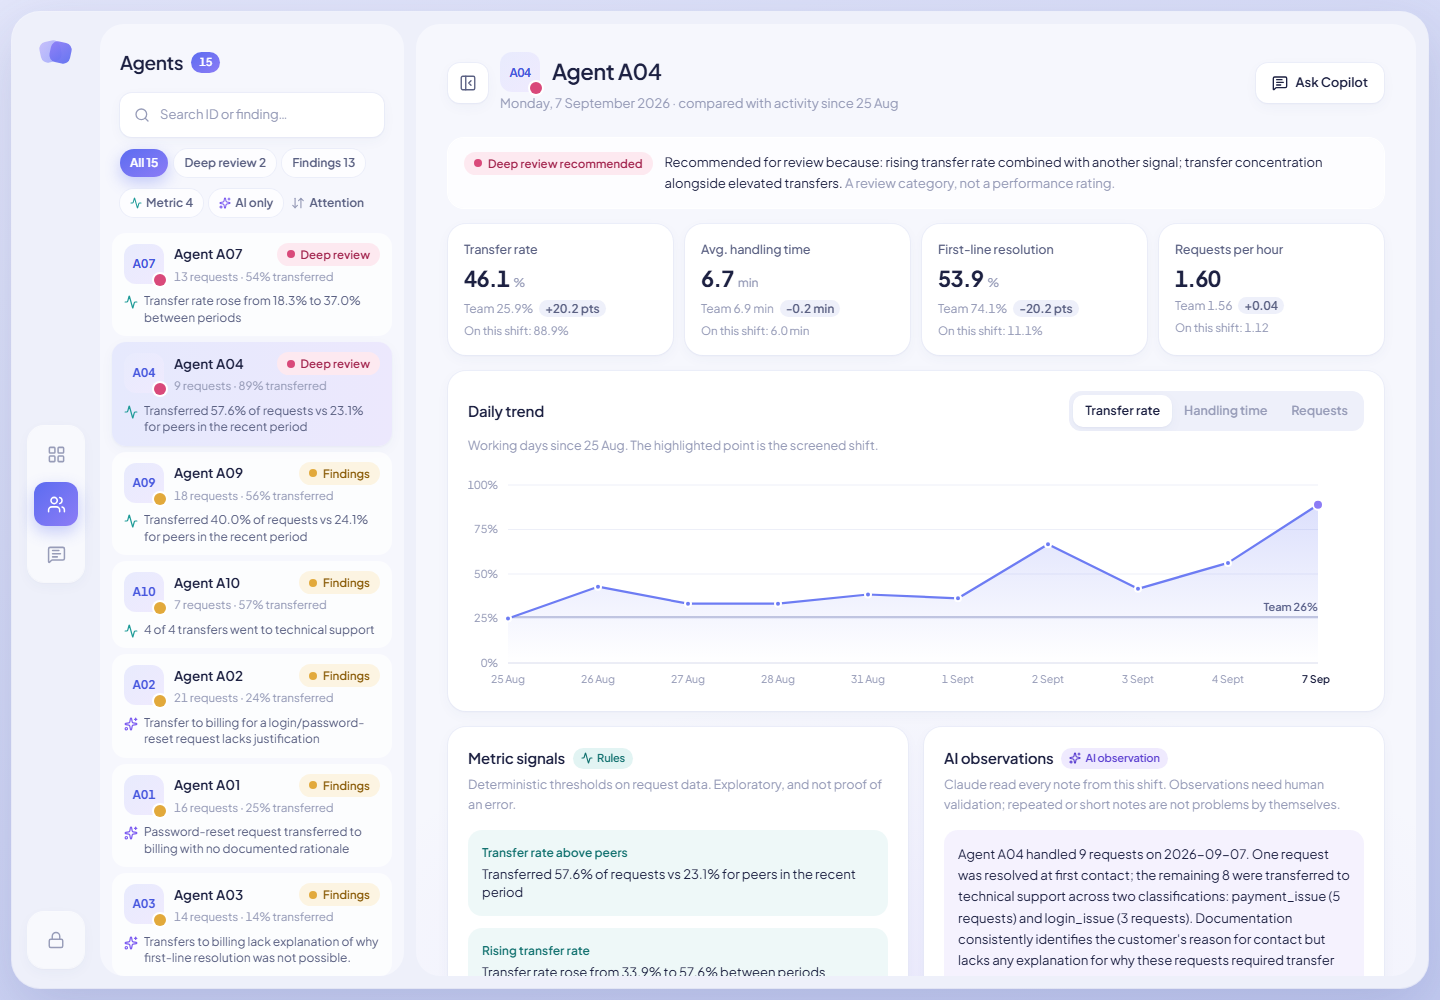 Agents 15
Search ID or finding...
All 15 Deep review 2 Findings 13
Metric 4 AI only Attention
A07 Agent A07 Deep review
13 requests · 54% transferred
Transfer rate rose from 18.3% to 37.0%
between periods
A04 Agent A04 Deep review
9 requests · 89% transferred
Transferred 57.6% of requests vs 23.1%
for peers in the recent period
A09 Agent A09 Findings
18 requests · 56% transferred
Transferred 40.0% of requests vs 24.1%
for peers in the recent period
A10 Agent A10 Findings
7 requests · 57% transferred
4 of 4 transfers went to technical support
A02 Agent A02 Findings
21 requests · 24% transferred
Transfer to billing for a login/password-
reset request lacks justification
A01 Agent A01 Findings
16 requests · 25% transferred
Password-reset request transferred to
billing with no documented rationale
A03 Agent A03 Findings
14 requests · 14% transferred
Transfers to billing lack explanation of why
first-line resolution was not possible.
A04 Agent A04
Monday, 7 September 2026 · compared with activity since 25 Aug
Ask Copilot
Deep review recommended
Recommended for review because: rising transfer rate combined with another signal; transfer concentration
alongside elevated transfers. A review category, not a performance rating.
Transfer rate
46.1 %
Team 25.9% +20.2 pts
On this shift: 88.9%
Avg. handling time
6.7 min
Team 6.9 min -0.2 min
On this shift: 6.0 min
First-line resolution
53.9 %
Team 74.1% -20.2 pts
On this shift: 11.1%
Requests per hour
1.60
Team 1.56 +0.04
On this shift: 1.12
Daily trend
Transfer rate Handling time Requests
Working days since 25 Aug. The highlighted point is the screened shift.
100%
75%
50%
25%
0%
Team 26%
25 Aug 26 Aug 27 Aug 28 Aug 31 Aug 1 Sept 2 Sept 3 Sept 4 Sept 7 Sep
Metric signals Rules
Deterministic thresholds on request data. Exploratory, and not proof of
an error.
Transfer rate above peers
Transferred 57.6% of requests vs 23.1% for peers in the recent
period
Rising transfer rate
Transfer rate rose from 33.9% to 57.6% between periods
AI observations AI observation
Claude read every note from this shift. Observations need human
validation; repeated or short notes are not problems by themselves.
Agent A04 handled 9 requests on 2026-09-07. One request
was resolved at first contact; the remaining 8 were transferred to
technical support across two classifications: payment_issue (5
requests) and login_issue (3 requests). Documentation
consistently identifies the customer's reason for contact but
lacks any explanation for why these requests required transfer